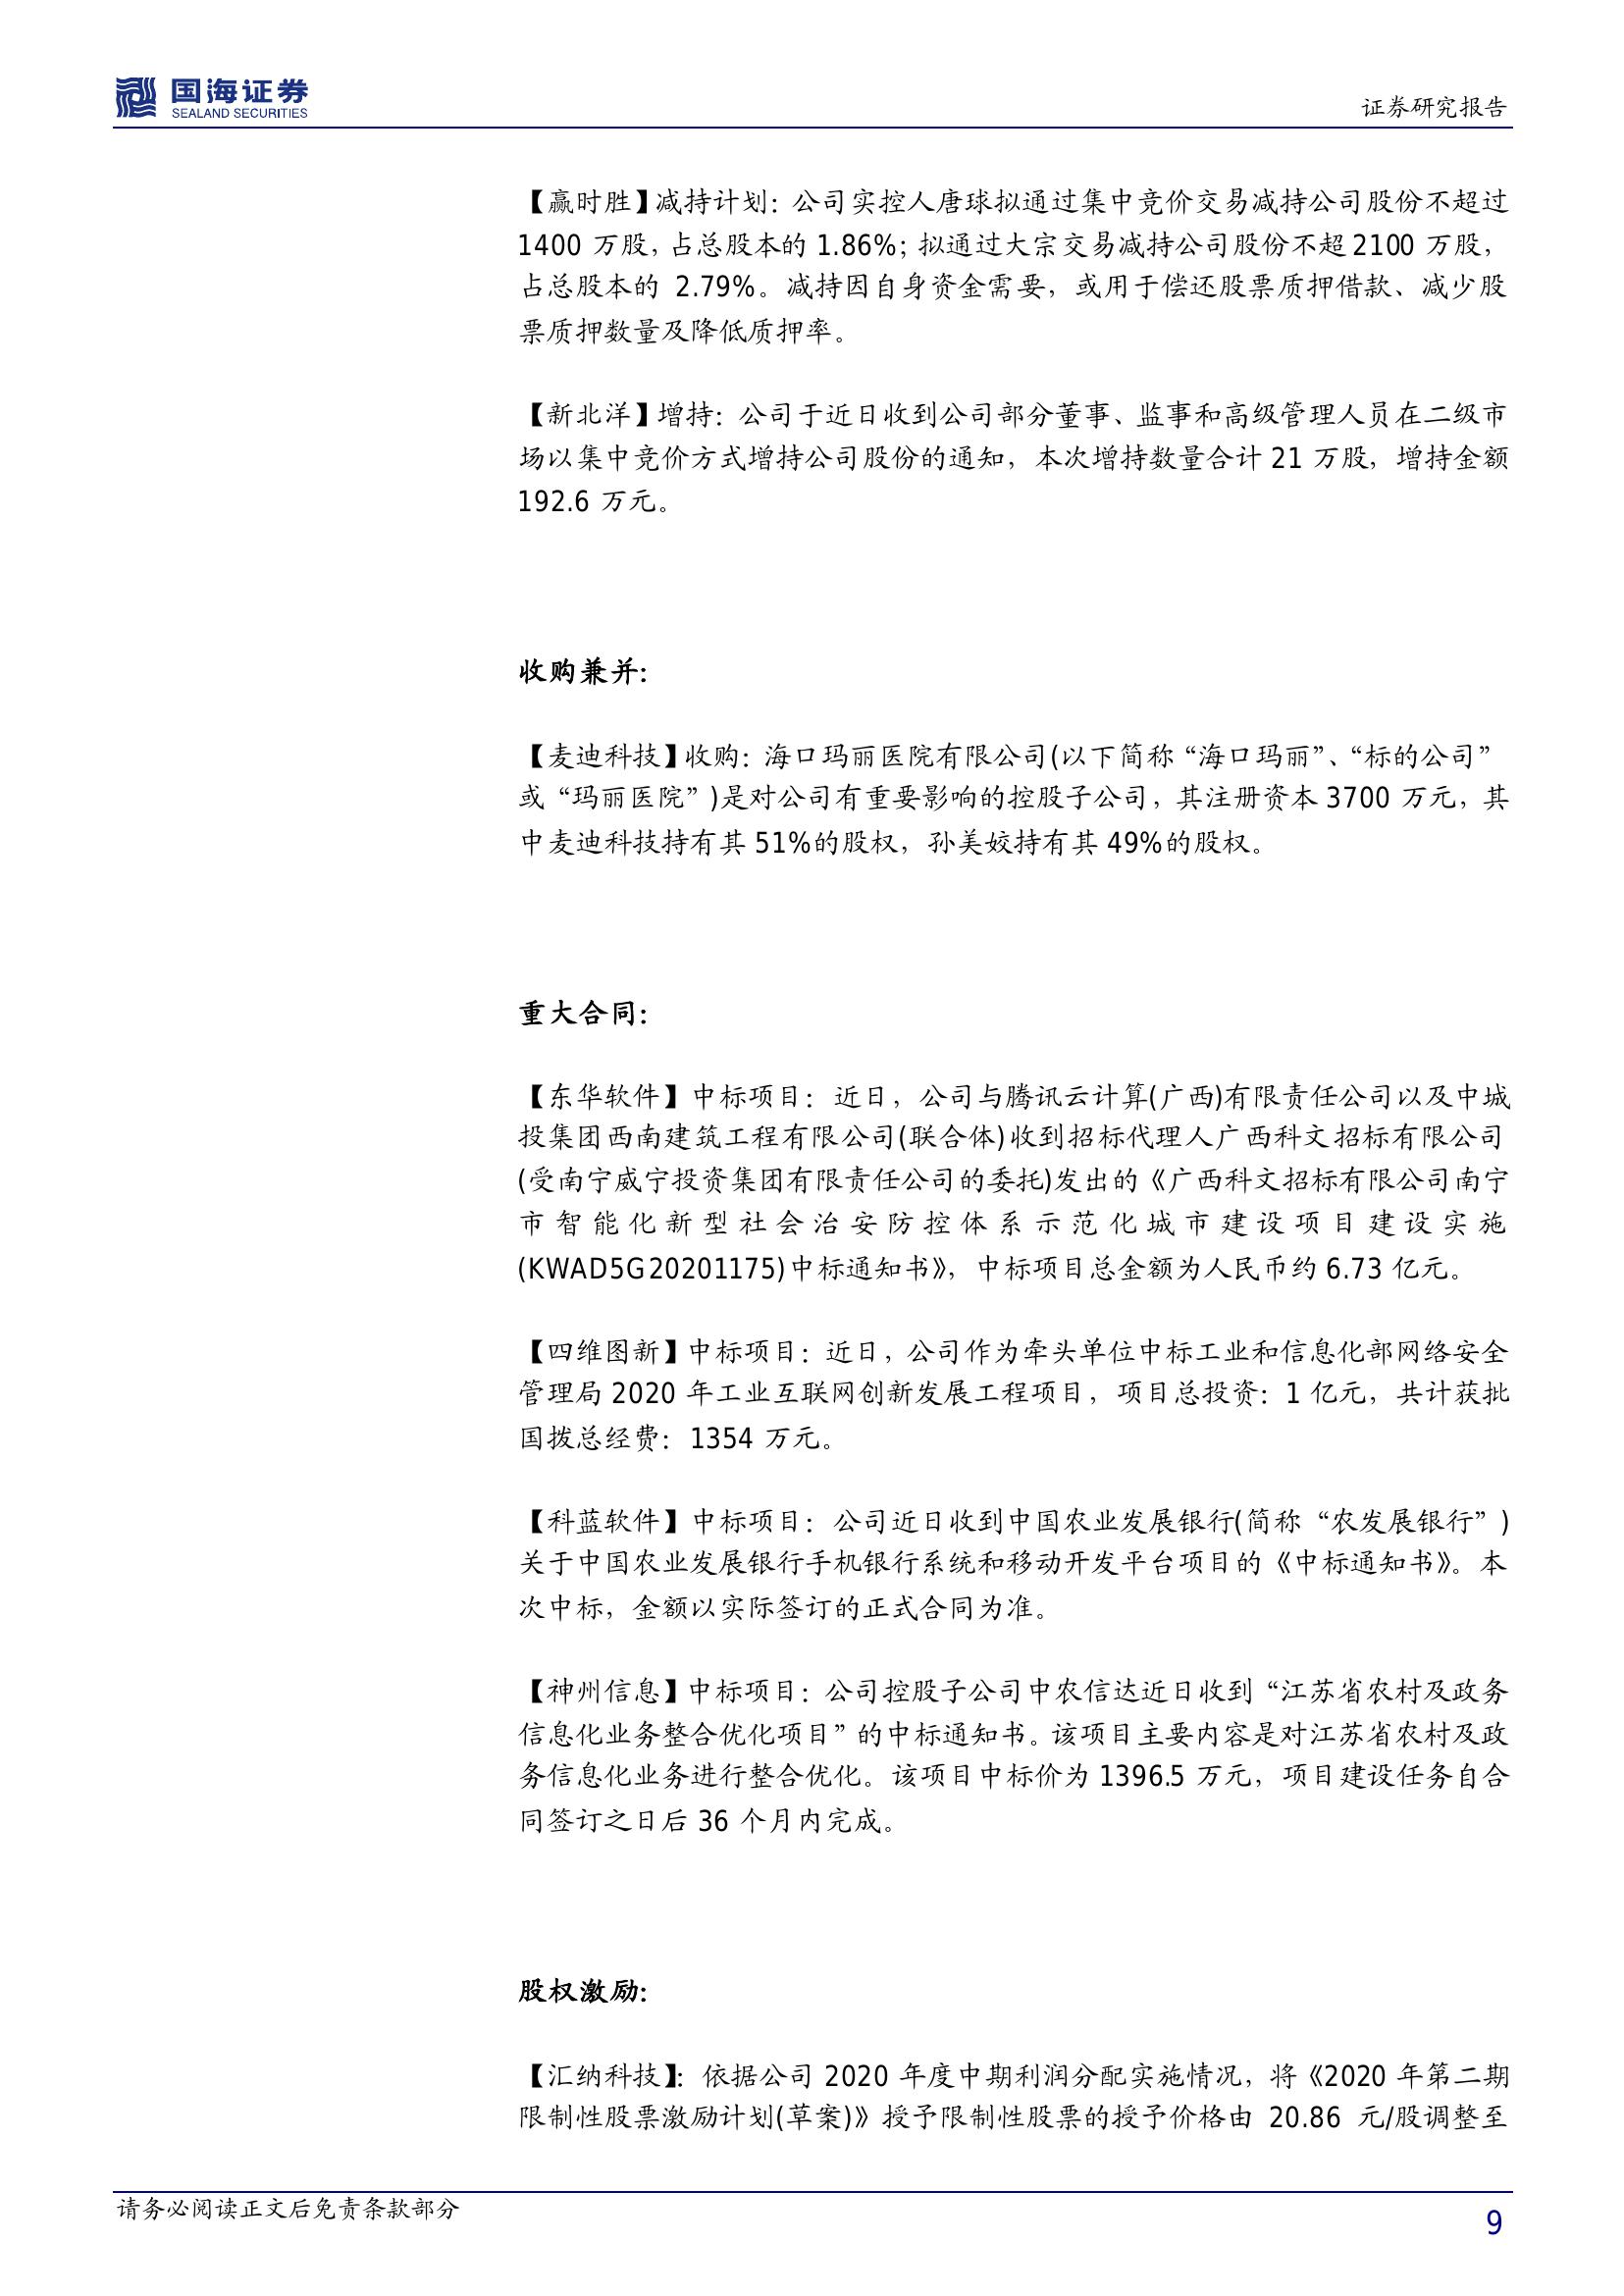 国海证券
SEALAND SECURITIES
证券研究报告
【赢时胜】减持计划：公司实控人唐球拟通过集中竞价交易减持公司股份不超过
1400 万股，占总股本的 1.86%；拟通过大宗交易减持公司股份不超 2100 万股，
占总股本的 2.79%。减持因自身资金需要，或用于偿还股票质押借款、减少股
票质押数量及降低质押率。
【新北洋】增持：公司于近日收到公司部分董事、监事和高级管理人员在二级市
场以集中竞价方式增持公司股份的通知，本次增持数量合计 21 万股，增持金额
192.6 万元。
收购兼并：
【麦迪科技】收购：海口玛丽医院有限公司(以下简称“海口玛丽”、“标的公司”
或“玛丽医院”)是对公司有重要影响的控股子公司，其注册资本 3700 万元，其
中麦迪科技持有其 51%的股权，孙美姣持有其 49%的股权。
重大合同：
【东华软件】中标项目：近日，公司与腾讯云计算(广西)有限责任公司以及中城
投集团西南建筑工程有限公司(联合体)收到招标代理人广西科文招标有限公司
(受南宁威宁投资集团有限责任公司的委托)发出的《广西科文招标有限公司南宁
市智能化新型社会治安防控体系示范化城市建设项目建设实施
(KWAD5G20201175)中标通知书》，中标项目总金额为人民币约 6.73 亿元。
【四维图新】中标项目：近日，公司作为牵头单位中标工业和信息化部网络安全
管理局 2020 年工业互联网创新发展工程项目，项目总投资：1 亿元，共计获批
国拨总经费：1354 万元。
【科蓝软件】中标项目：公司近日收到中国农业发展银行(简称“农发展银行”)
关于中国农业发展银行手机银行系统和移动开发平台项目的《中标通知书》。本
次中标，金额以实际签订的正式合同为准。
【神州信息】中标项目：公司控股子公司中农信达近日收到“江苏省农村及政务
信息化业务整合优化项目”的中标通知书。该项目主要内容是对江苏省农村及政
务信息化业务进行整合优化。该项目中标价为 1396.5 万元，项目建设任务自合
同签订之日后 36 个月内完成。
股权激励：
【汇纳科技】：依据公司 2020 年度中期利润分配实施情况，将《2020 年第二期
限制性股票激励计划(草案)》授予限制性股票的授予价格由 20.86 元/股调整至
请务必阅读正文后免责条款部分
9